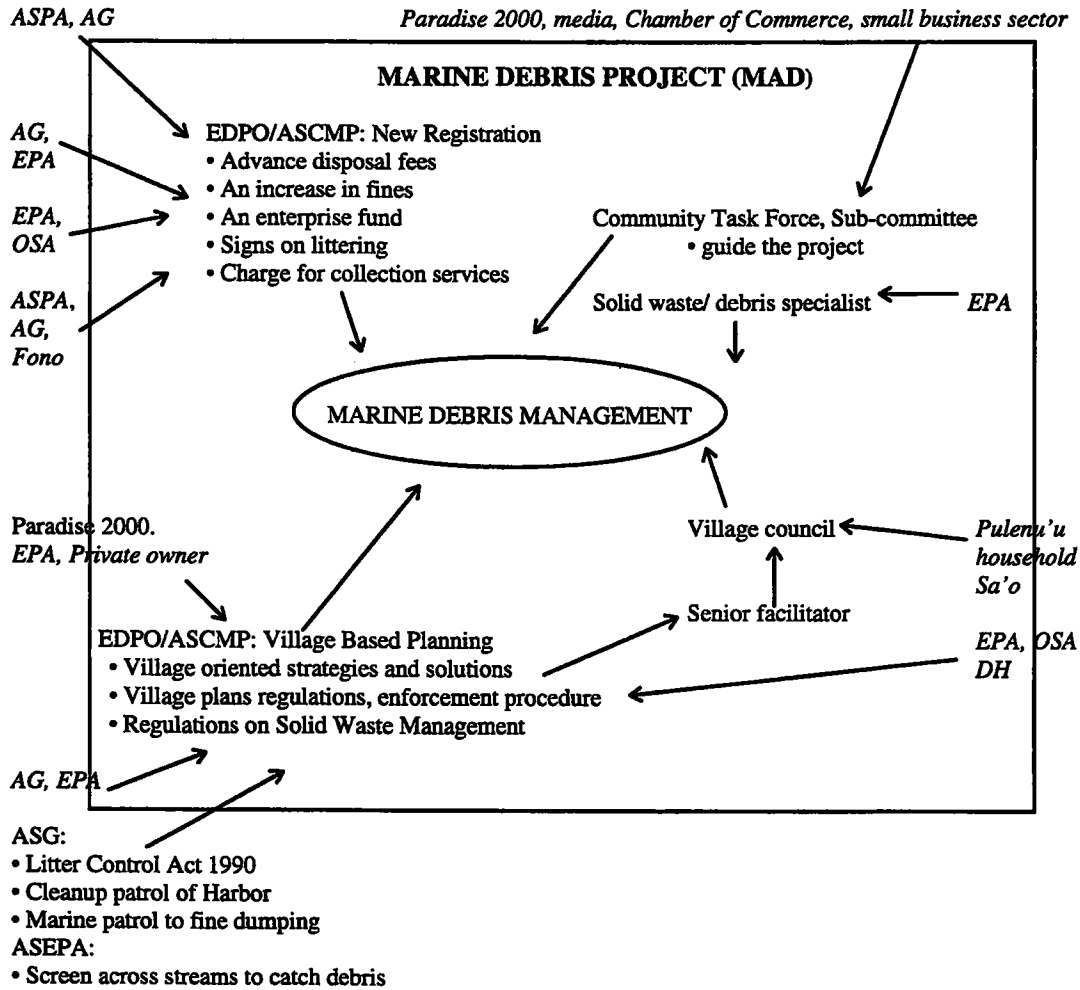 ASPA, AG
Paradise 2000, media, Chamber of Commerce, small business sector
MARINE DEBRIS PROJECT (MAD)
AG,
EPA
EPA,
OSA
ASPA,
AG,
Fono
EDPO/ASCMP: New Registration
• Advance disposal fees
• An increase in fines
• An enterprise fund
• Signs on littering
• Charge for collection services
Community Task Force, Sub-committee
• guide the project
Solid waste/ debris specialist
EPA
MARINE DEBRIS MANAGEMENT
Paradise 2000.
EPA, Private owner
Village council
Pulenu'u
household
Sa'o
Senior facilitator
EDPO/ASCMP: Village Based Planning
• Village oriented strategies and solutions
• Village plans regulations, enforcement procedure
• Regulations on Solid Waste Management
EPA, OSA
DH
AG, EPA
ASG:
• Litter Control Act 1990
• Cleanup patrol of Harbor
• Marine patrol to fine dumping
ASEPA:
• Screen across streams to catch debris